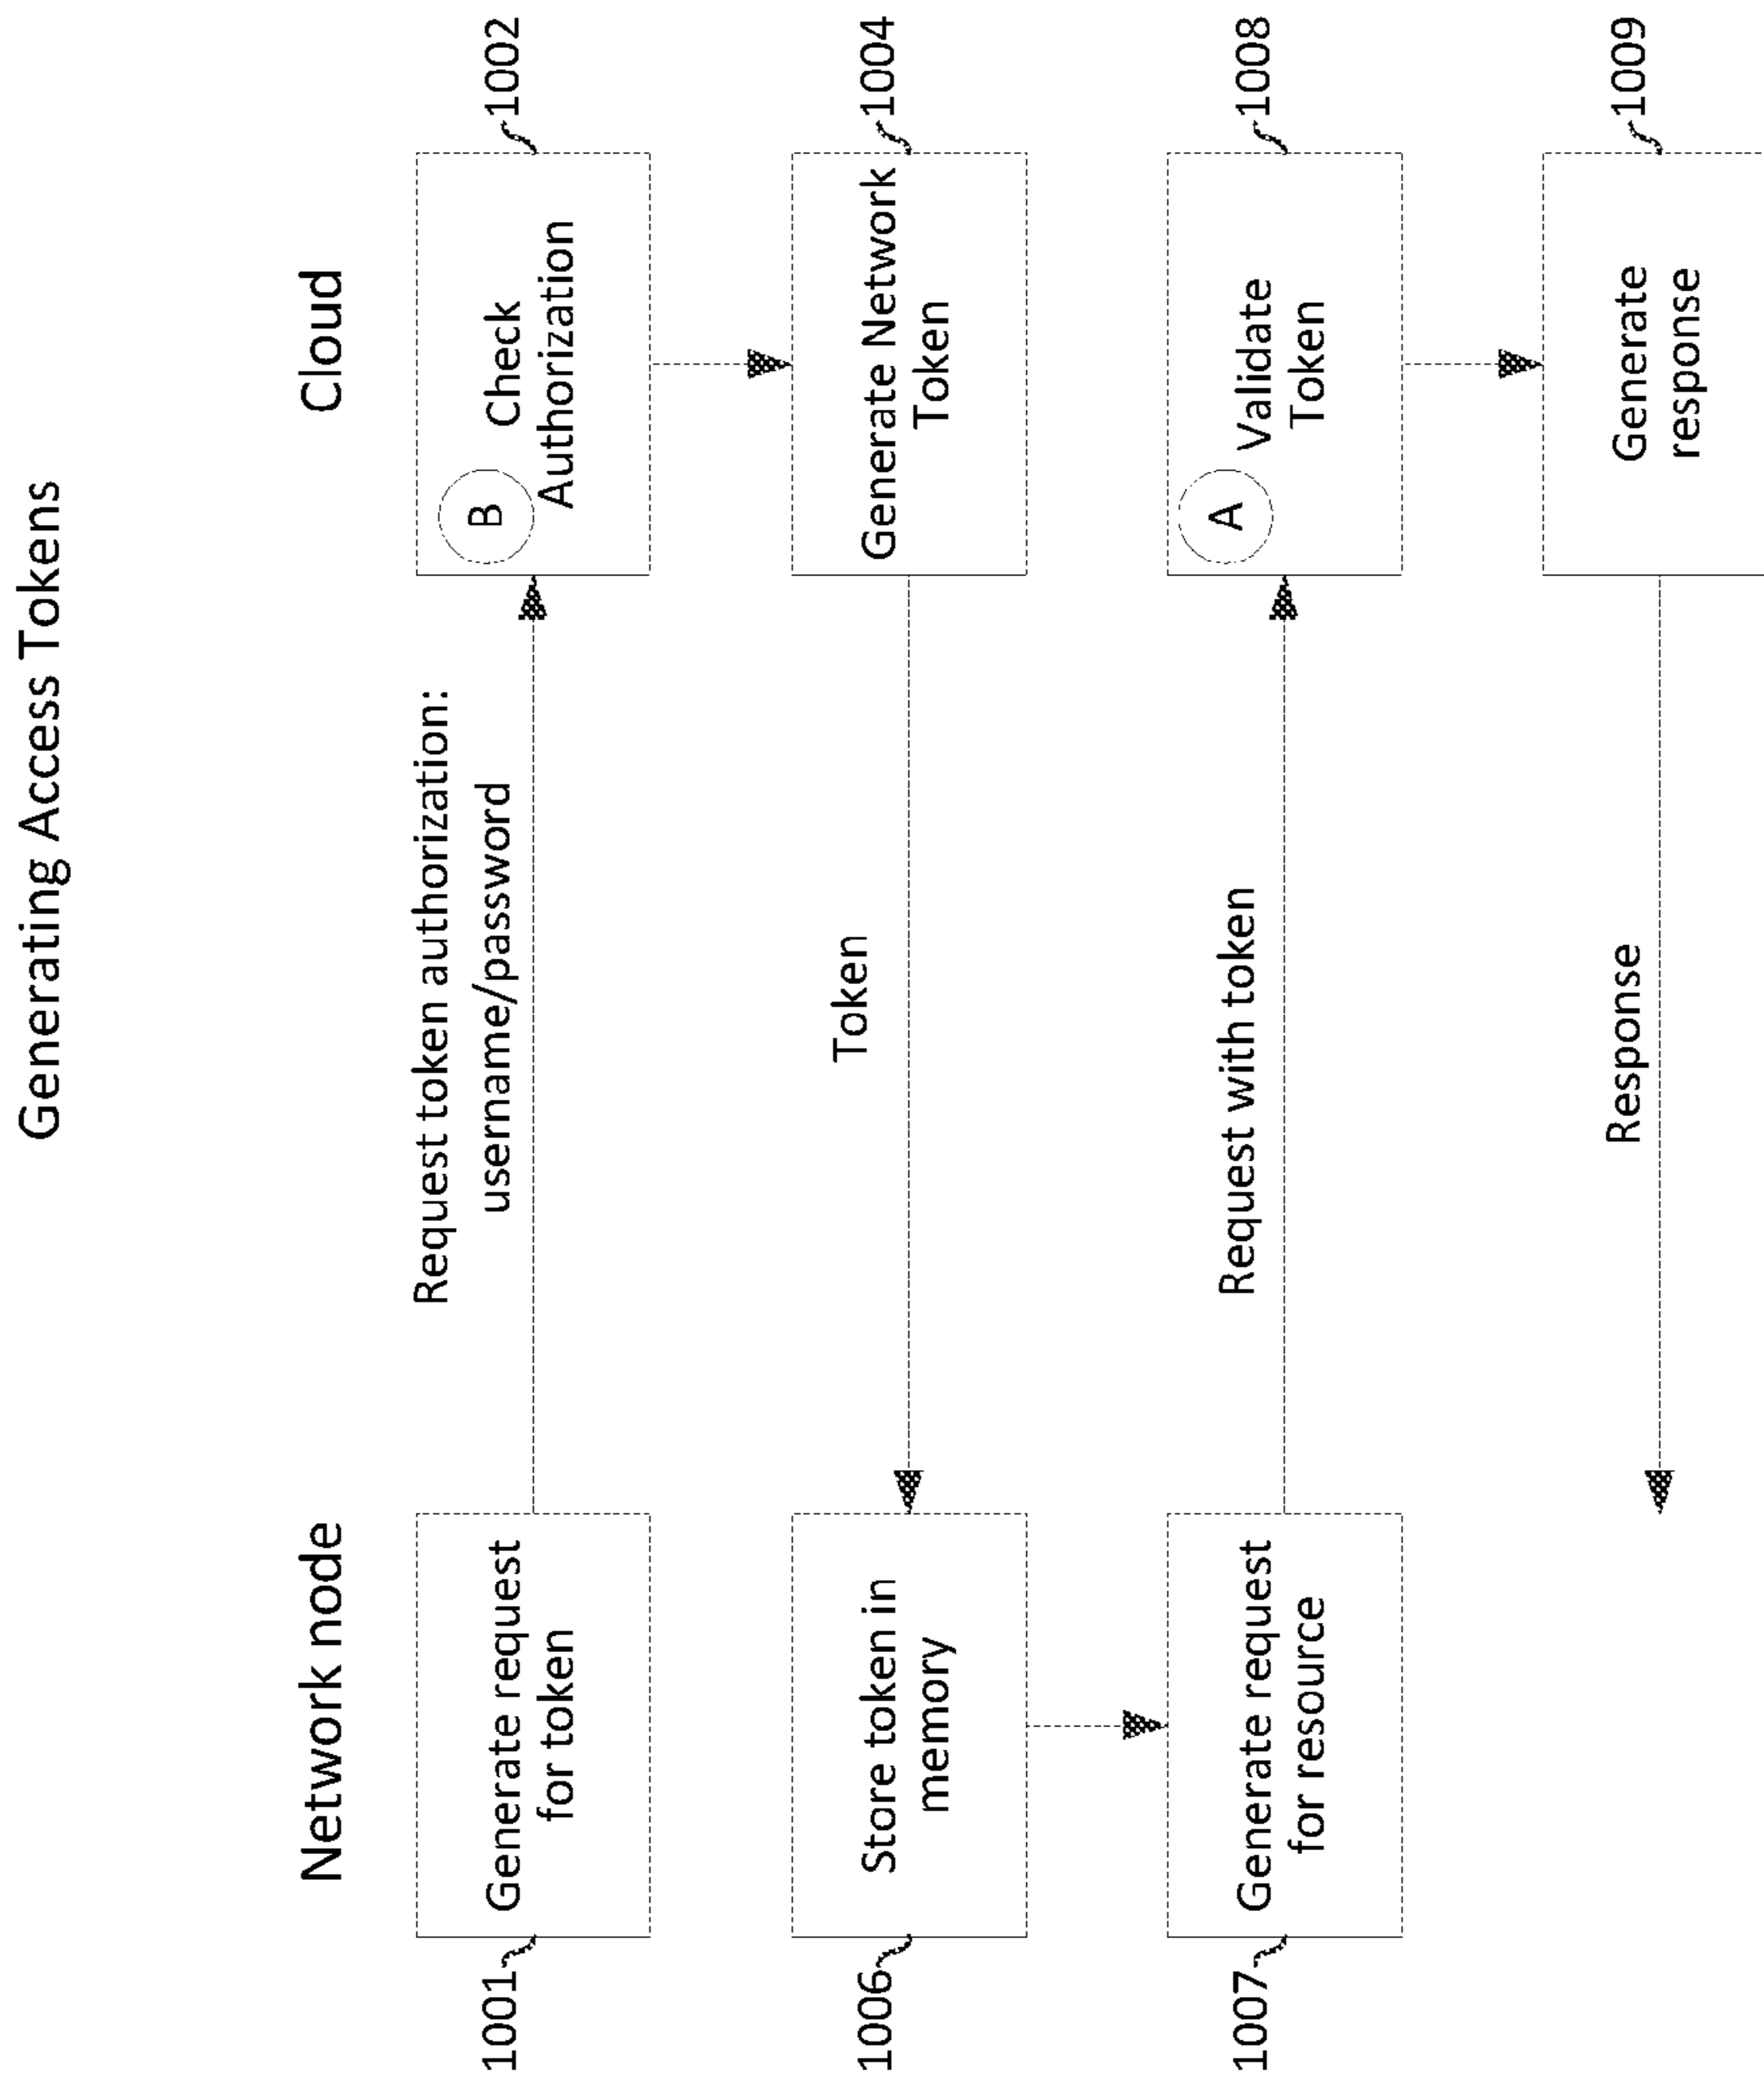 Generating Access Tokens
Network node
Cloud
1001
Generate request
for token
Request token authorization:
username/password
B
Check
Authorization
1002
1006
Store token in
memory
Token
Generate Network
Token
1004
1007
Generate request
for resource
Request with token
A
Validate
Token
1008
Response
Generate
response
1009